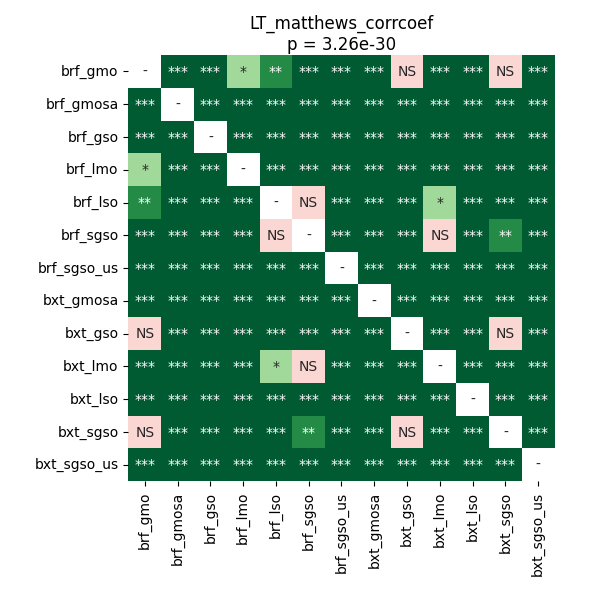 LT_matthews_corrcoef
p = 3.26e-30
brf_gmo - *** *** * ** *** *** *** NS *** *** NS ***
brf_gmosa *** - *** *** *** *** *** *** *** *** *** *** ***
brf_gso *** *** - *** *** *** *** *** *** *** *** *** ***
brf_lmo * *** *** - *** *** *** *** *** *** *** *** ***
brf_lso ** *** *** *** - NS *** *** *** * *** *** ***
brf_sgso *** *** *** *** NS - *** *** *** NS *** ** ***
brf_sgso_us *** *** *** *** *** *** - *** *** *** *** *** ***
bxt_gmosa *** *** *** *** *** *** *** - *** *** *** *** ***
bxt_gso NS *** *** *** *** *** *** *** - *** *** NS ***
bxt_lmo *** *** *** *** * NS *** *** *** - *** *** ***
bxt_lso *** *** *** *** *** *** *** *** *** *** - *** ***
bxt_sgso NS *** *** *** *** ** *** *** NS *** *** - ***
bxt_sgso_us *** *** *** *** *** *** *** *** *** *** *** *** -
brf_gmo
brf_gmosa
brf_gso
brf_lmo
brf_lso
brf_sgso
brf_sgso_us
bxt_gmosa
bxt_gso
bxt_lmo
bxt_lso
bxt_sgso
bxt_sgso_us